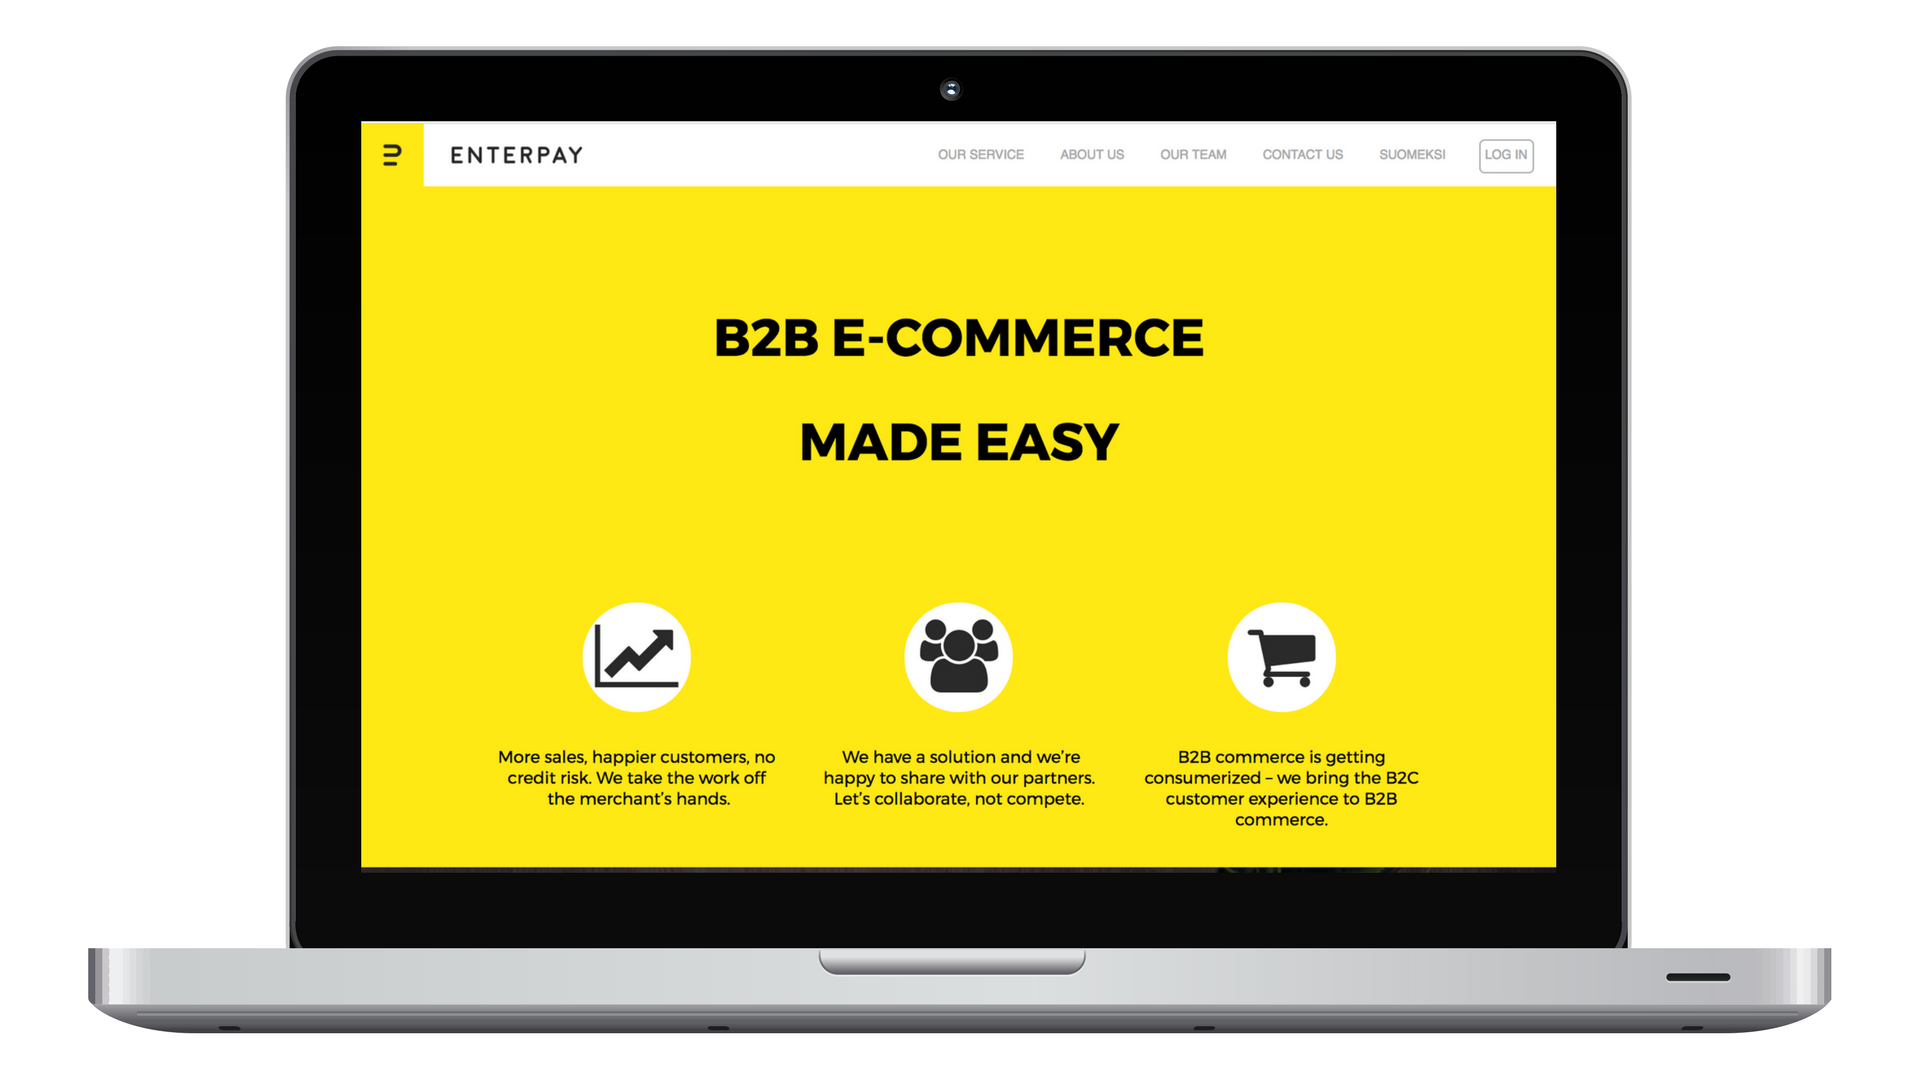 ENTERPAY
OUR SERVICE
ABOUT US
OUR TEAM
CONTACT US
SUOMEKSI
LOG IN
B2B E-COMMERCE
MADE EASY
More sales, happier customers, no
credit risk. We take the work off
the merchant’s hands.
We have a solution and we’re
happy to share with our partners.
Let’s collaborate, not compete.
B2B commerce is getting
consumerized – we bring the B2C
customer experience to B2B
commerce.